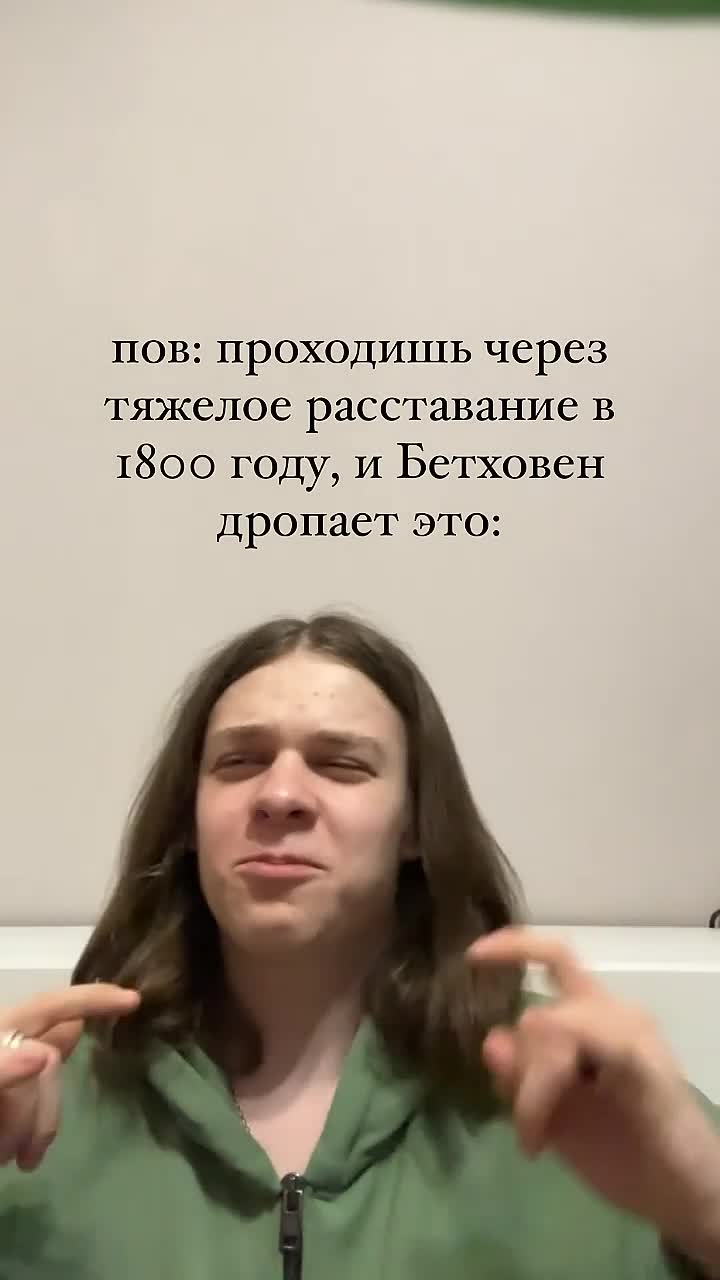 пов: проходишь через
тяжелое расставание в
1800 году, и Бетховен
дропает это: